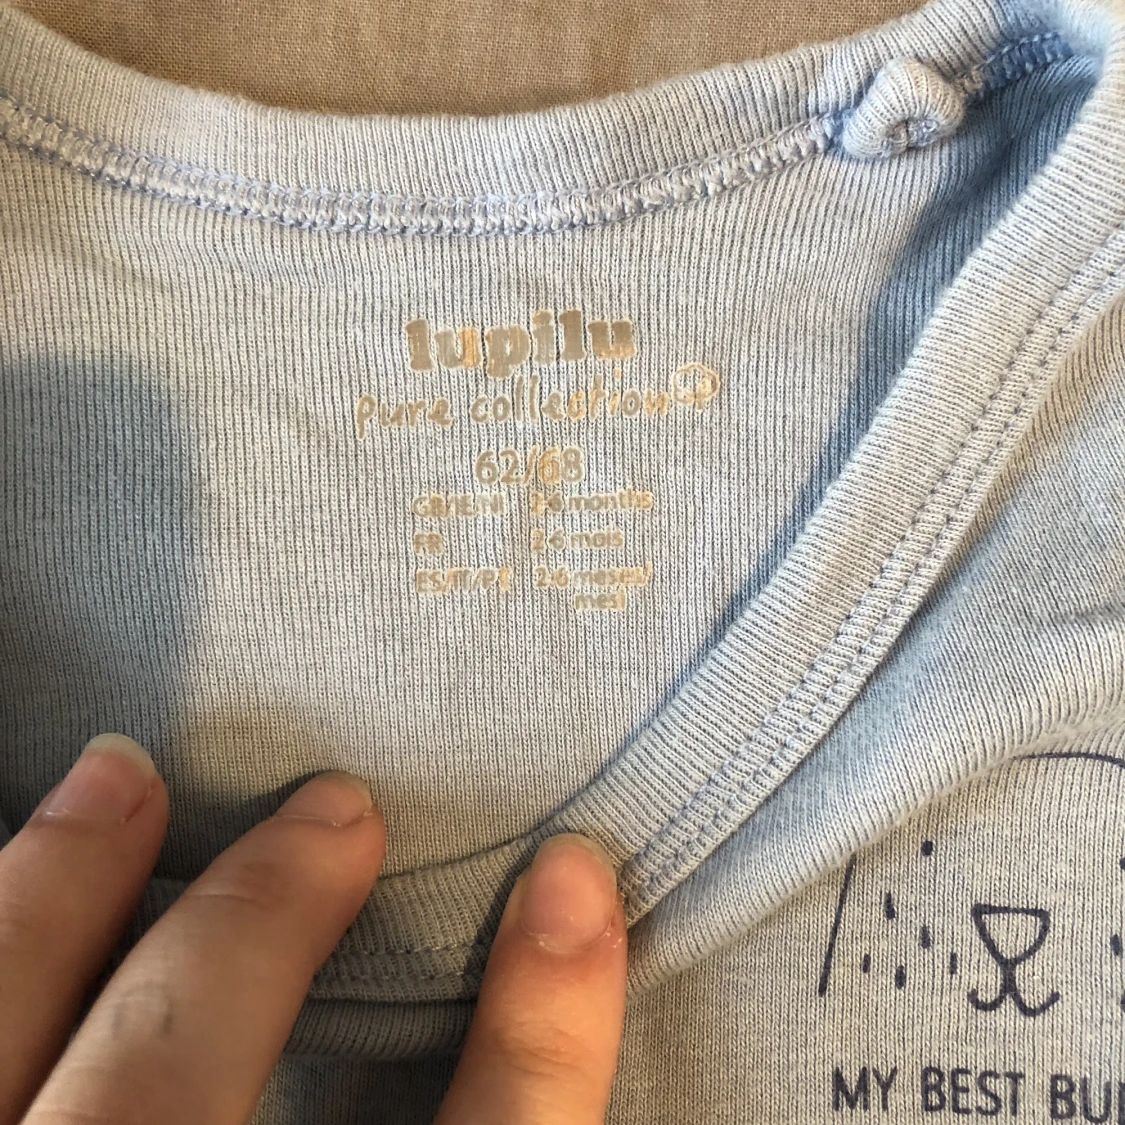 lupilu
pure collection
62/68
GB/IE/NI 2-6 months
FR 2-6 mois
ES/IT/PT 2-6 meses/
mesi
MY BEST BU